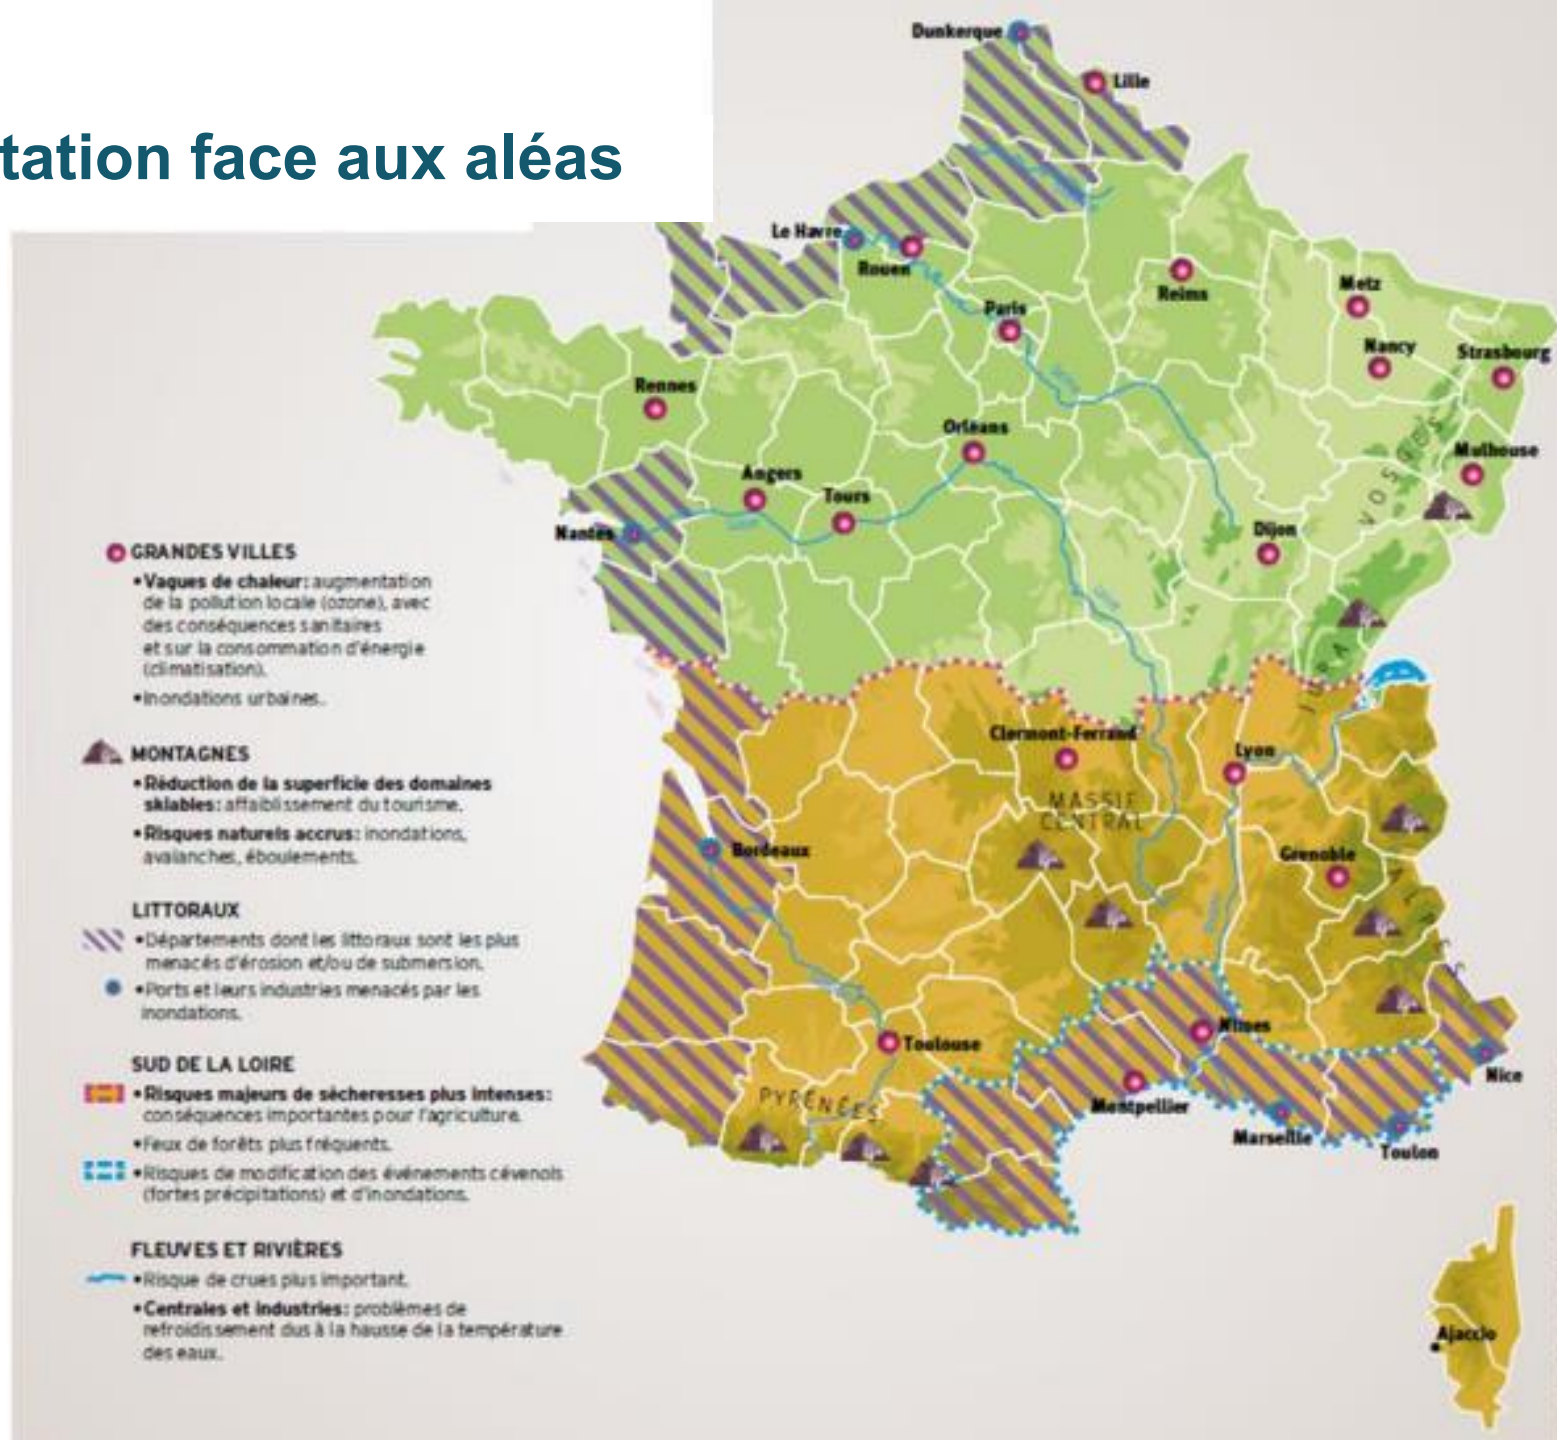 tation face aux aléas
Dunkerque
Lille
Le Havre
Rouen
Reims
Metz
Paris
Nancy
Strasbourg
Rennes
Orléans
Mulhouse
VOSGES
Angers
Tours
Nantes
Dijon
JURA
Clermont-Ferrand
Lyon
MASSIF
CENTRAL
Bordeaux
Grenoble
ALPES
Nîmes
Toulouse
Nice
PYRÉNÉES
Montpellier
Marseille
Toulon
Ajaccio
Seine
Loire
Rhône
GRANDES VILLES
•Vagues de chaleur: augmentation
de la pollution locale (ozone), avec
des conséquences sanitaires
et sur la consommation d'énergie
(climatisation).
•Inondations urbaines.
MONTAGNES
•Réduction de la superficie des domaines
skiables: affaiblissement du tourisme.
•Risques naturels accrus: inondations,
avalanches, éboulements.
LITTORAUX
•Départements dont les littoraux sont les plus
menacés d'érosion et/ou de submersion.
•Ports et leurs industries menacés par les
inondations.
SUD DE LA LOIRE
•Risques majeurs de sécheresses plus intenses:
conséquences importantes pour l'agriculture.
•Feux de forêts plus fréquents.
•Risques de modification des événements cévenols
(fortes précipitations) et d'inondations.
FLEUVES ET RIVIÈRES
•Risque de crues plus important.
•Centrales et industries: problèmes de
refroidissement dus à la hausse de la température
des eaux.